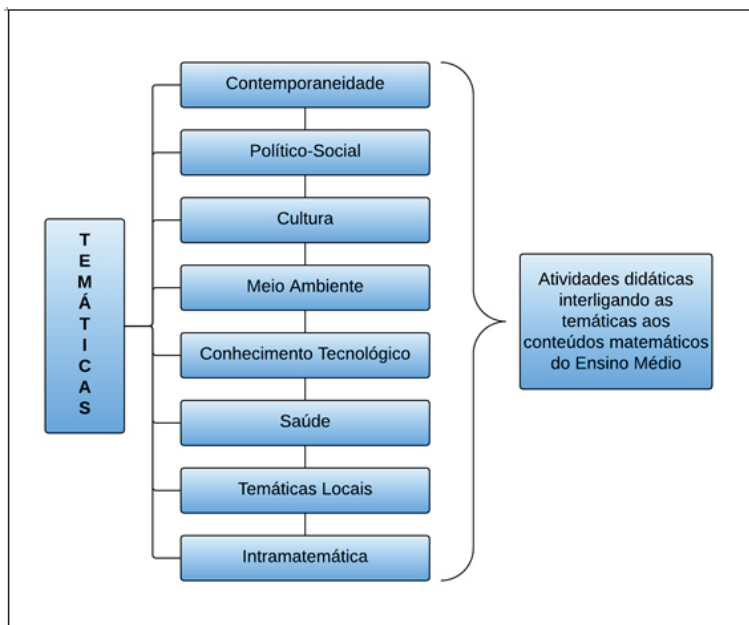 TEMÁTICAS
Contemporaneidade
Político-Social
Cultura
Meio Ambiente
Conhecimento Tecnológico
Saúde
Temáticas Locais
Intramatemática
Atividades didáticas
interligando as
temáticas aos
conteúdos matemáticos
do Ensino Médio